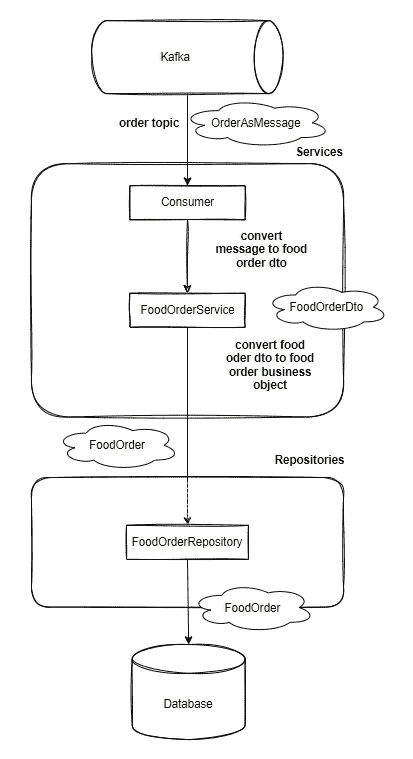 Kafka
order topic
OrderAsMessage
Services
Consumer
convert
message to food
order dto
FoodOrderDto
FoodOrderService
convert food
oder dto to food
order business
object
FoodOrder
Repositories
FoodOrderRepository
FoodOrder
Database